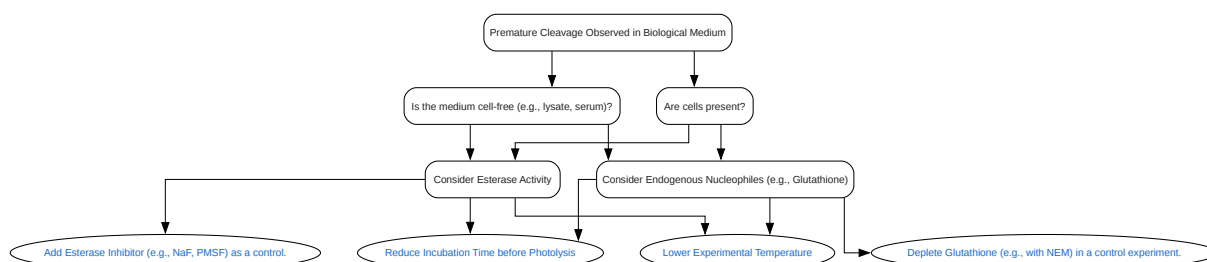 Premature Cleavage Observed in Biological Medium
Is the medium cell-free (e.g., lysate, serum)?
Are cells present?
Consider Esterase Activity
Consider Endogenous Nucleophiles (e.g., Glutathione)
Add Esterase Inhibitor (e.g., NaF, PMSF) as a control.
Reduce Incubation Time before Photolysis
Lower Experimental Temperature
Deplete Glutathione (e.g., with NEM) in a control experiment.